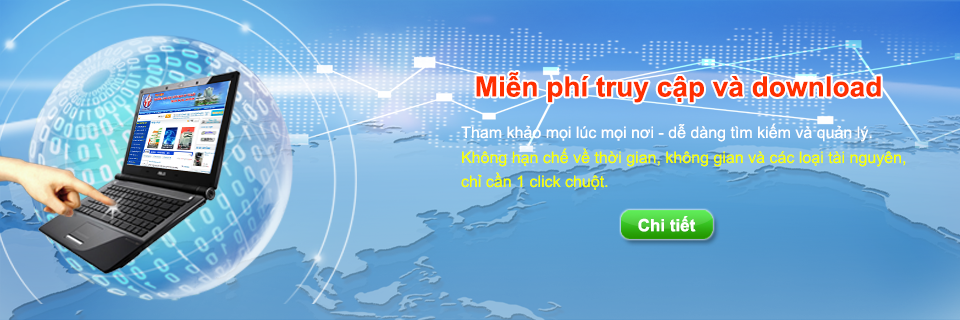 Miễn phí truy cập và download
Tham khảo mọi lúc mọi nơi - dễ dàng tìm kiếm và quản lý.
Không hạn chế về thời gian, không gian và các loại tài nguyên,
chỉ cần 1 click chuột.
Chi tiết